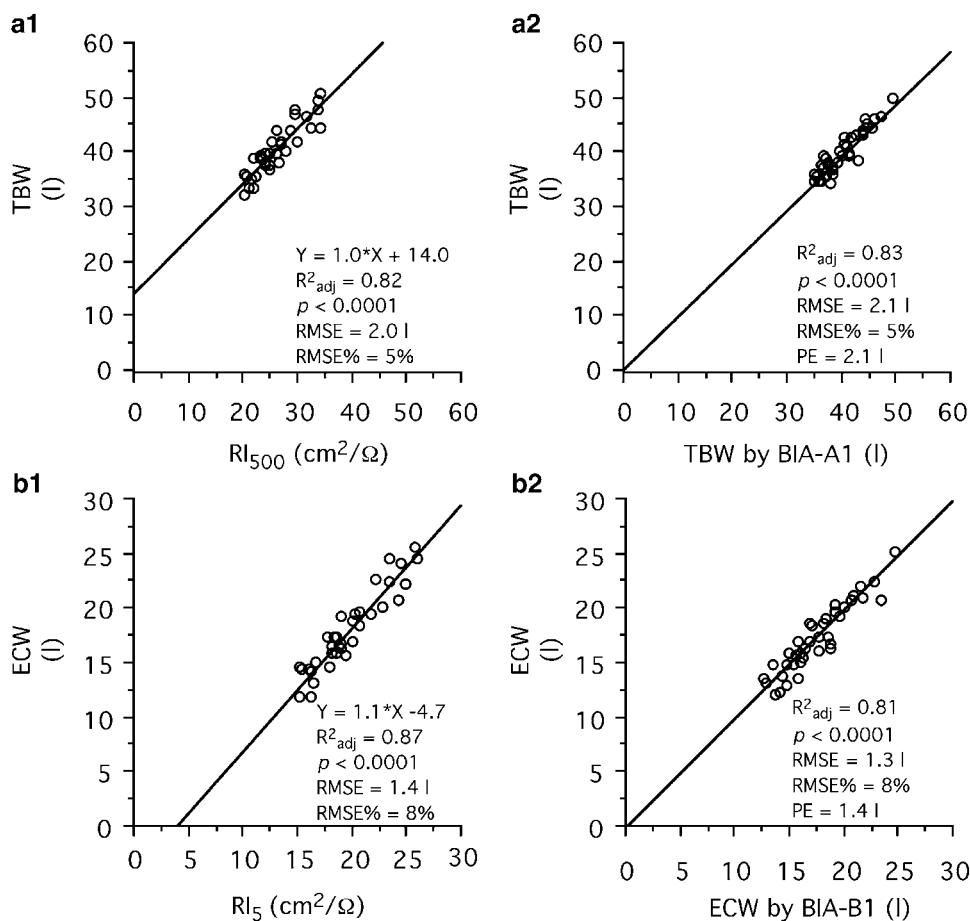 a1
60
50
40
30
20
10
0
TBW
(l)
Y = 1.0*X + 14.0
R²adj = 0.82
p < 0.0001
RMSE = 2.0 l
RMSE% = 5%
0 10 20 30 40 50 60
RI500 (cm²/Ω)
a2
60
50
40
30
20
10
0
TBW
(l)
R²adj = 0.83
p < 0.0001
RMSE = 2.1 l
RMSE% = 5%
PE = 2.1 l
0 10 20 30 40 50 60
TBW by BIA-A1 (l)
b1
30
25
20
15
10
5
0
ECW
(l)
Y = 1.1*X -4.7
R²adj = 0.87
p < 0.0001
RMSE = 1.4 l
RMSE% = 8%
0 5 10 15 20 25 30
RI5 (cm²/Ω)
b2
30
25
20
15
10
5
0
ECW
(l)
R²adj = 0.81
p < 0.0001
RMSE = 1.3 l
RMSE% = 8%
PE = 1.4 l
0 5 10 15 20 25 30
ECW by BIA-B1 (l)